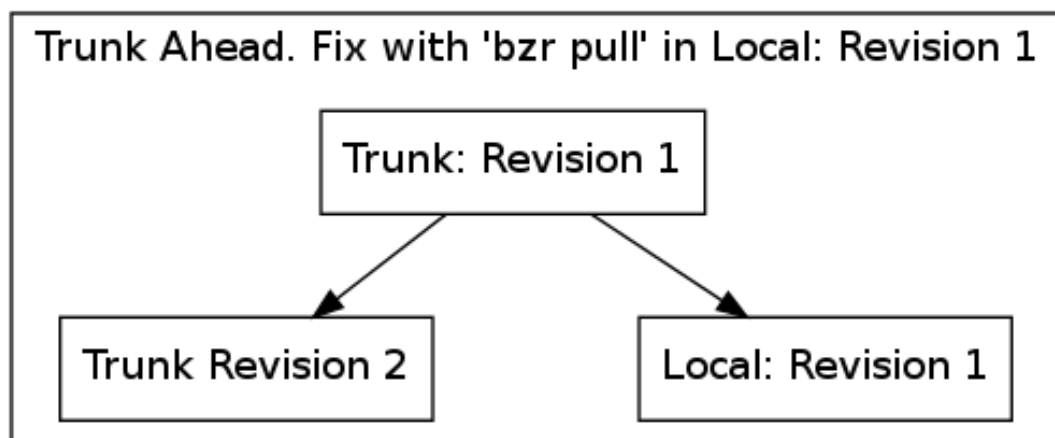 Trunk Ahead. Fix with 'bzr pull' in Local: Revision 1
Trunk: Revision 1
Trunk Revision 2
Local: Revision 1